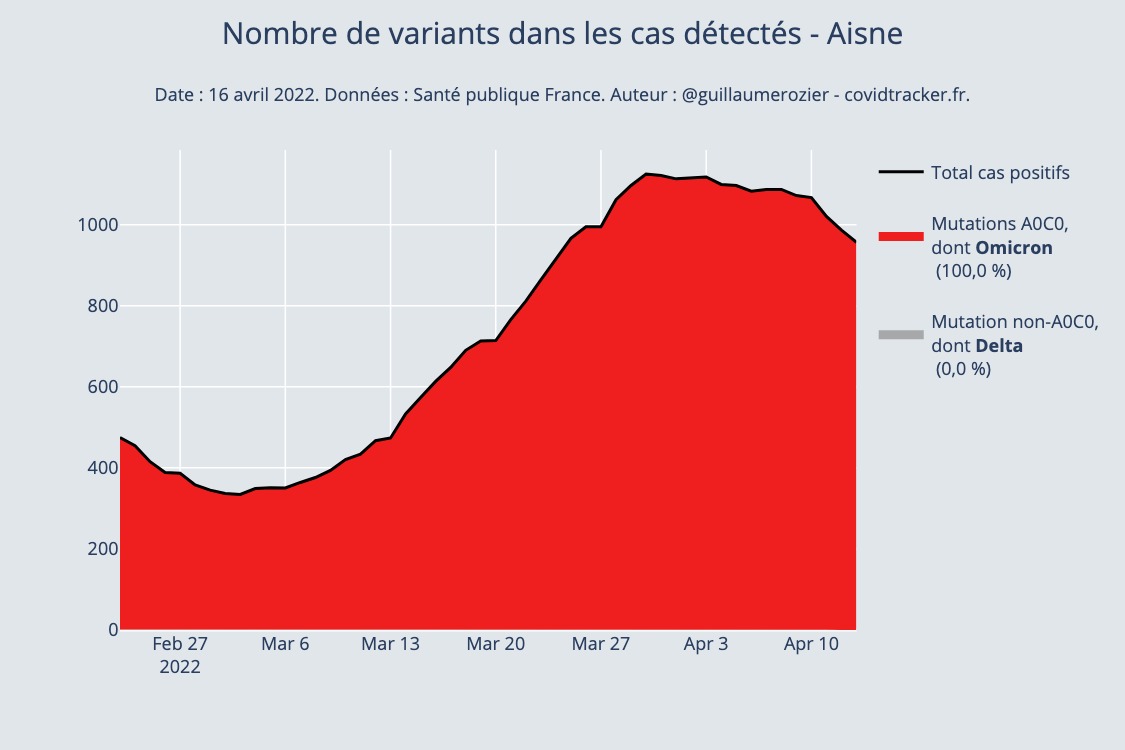 Nombre de variants dans les cas détectés - Aisne
Date : 16 avril 2022. Données : Santé publique France. Auteur : @guillaumerozier - covidtracker.fr.
Total cas positifs
Mutations A0C0,
dont Omicron
(100,0 %)
Mutation non-A0C0,
dont Delta
(0,0 %)
1000
800
600
400
200
0
Feb 27 Mar 6 Mar 13 Mar 20 Mar 27 Apr 3 Apr 10
2022